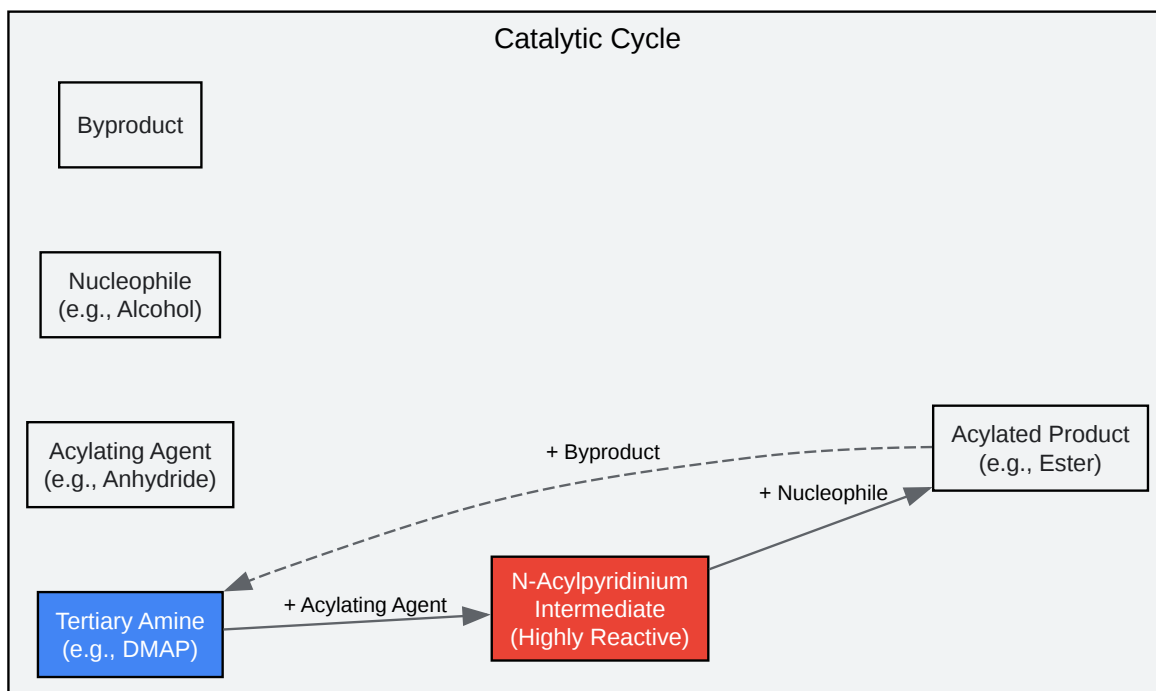 Catalytic Cycle
Byproduct
Nucleophile
(e.g., Alcohol)
Acylating Agent
(e.g., Anhydride)
+ Byproduct
Acylated Product
(e.g., Ester)
+ Nucleophile
Tertiary Amine
(e.g., DMAP)
+ Acylating Agent
N-Acylpyridinium
Intermediate
(Highly Reactive)